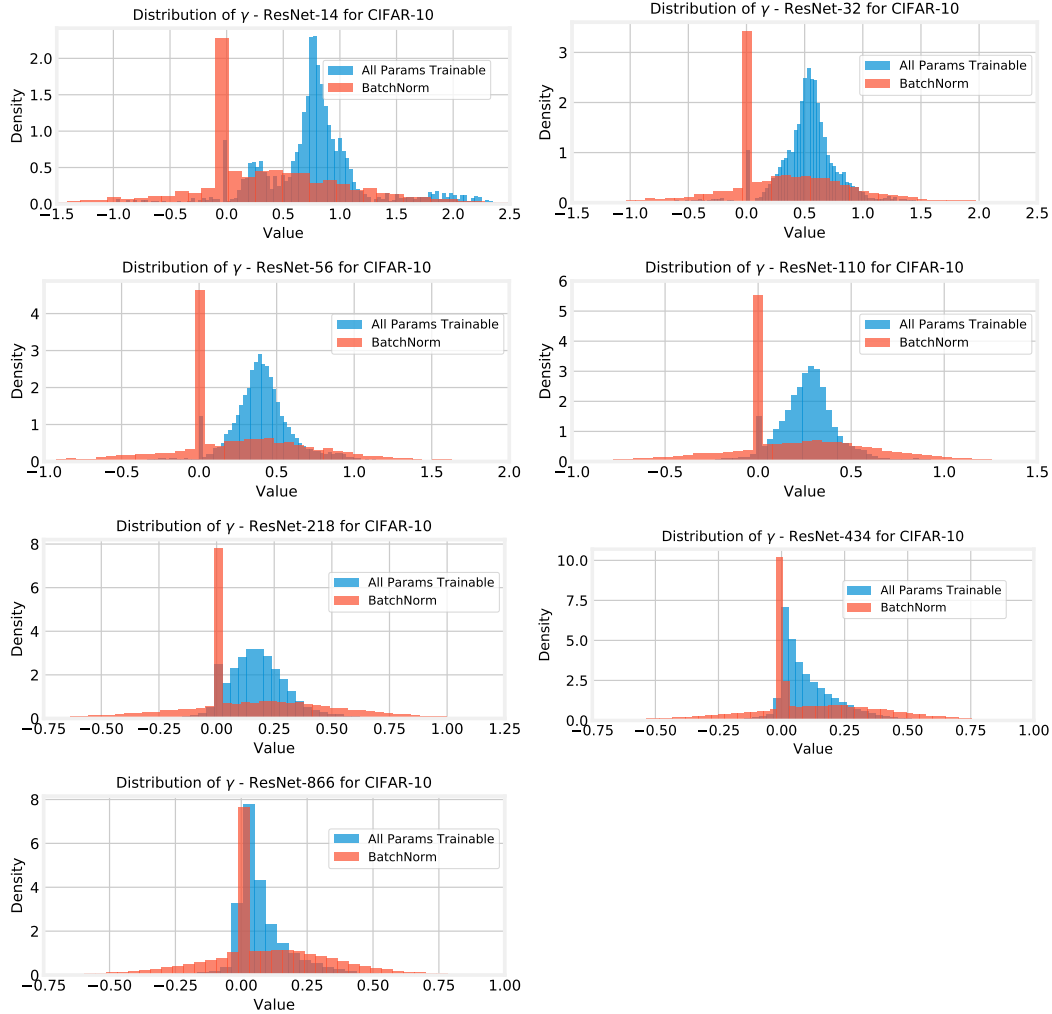 Distribution of γ - ResNet-14 for CIFAR-10
Density
2.0
1.5
1.0
0.5
0.0
All Params Trainable
BatchNorm
−1.5 −1.0 −0.5 0.0 0.5 1.0 1.5 2.0 2.5
Value
Distribution of γ - ResNet-32 for CIFAR-10
Density
3
2
1
0
All Params Trainable
BatchNorm
−1.5 −1.0 −0.5 0.0 0.5 1.0 1.5 2.0 2.5
Value
Distribution of γ - ResNet-56 for CIFAR-10
Density
4
3
2
1
0
All Params Trainable
BatchNorm
−1.0 −0.5 0.0 0.5 1.0 1.5 2.0
Value
Distribution of γ - ResNet-110 for CIFAR-10
Density
6
5
4
3
2
1
0
All Params Trainable
BatchNorm
−1.0 −0.5 0.0 0.5 1.0 1.5
Value
Distribution of γ - ResNet-218 for CIFAR-10
Density
8
6
4
2
0
All Params Trainable
BatchNorm
−0.75 −0.50 −0.25 0.00 0.25 0.50 0.75 1.00 1.25
Value
Distribution of γ - ResNet-434 for CIFAR-10
Density
10.0
7.5
5.0
2.5
0.0
All Params Trainable
BatchNorm
−0.75 −0.50 −0.25 0.00 0.25 0.50 0.75 1.00
Value
Distribution of γ - ResNet-866 for CIFAR-10
Density
8
6
4
2
0
All Params Trainable
BatchNorm
−0.75 −0.50 −0.25 0.00 0.25 0.50 0.75 1.00
Value